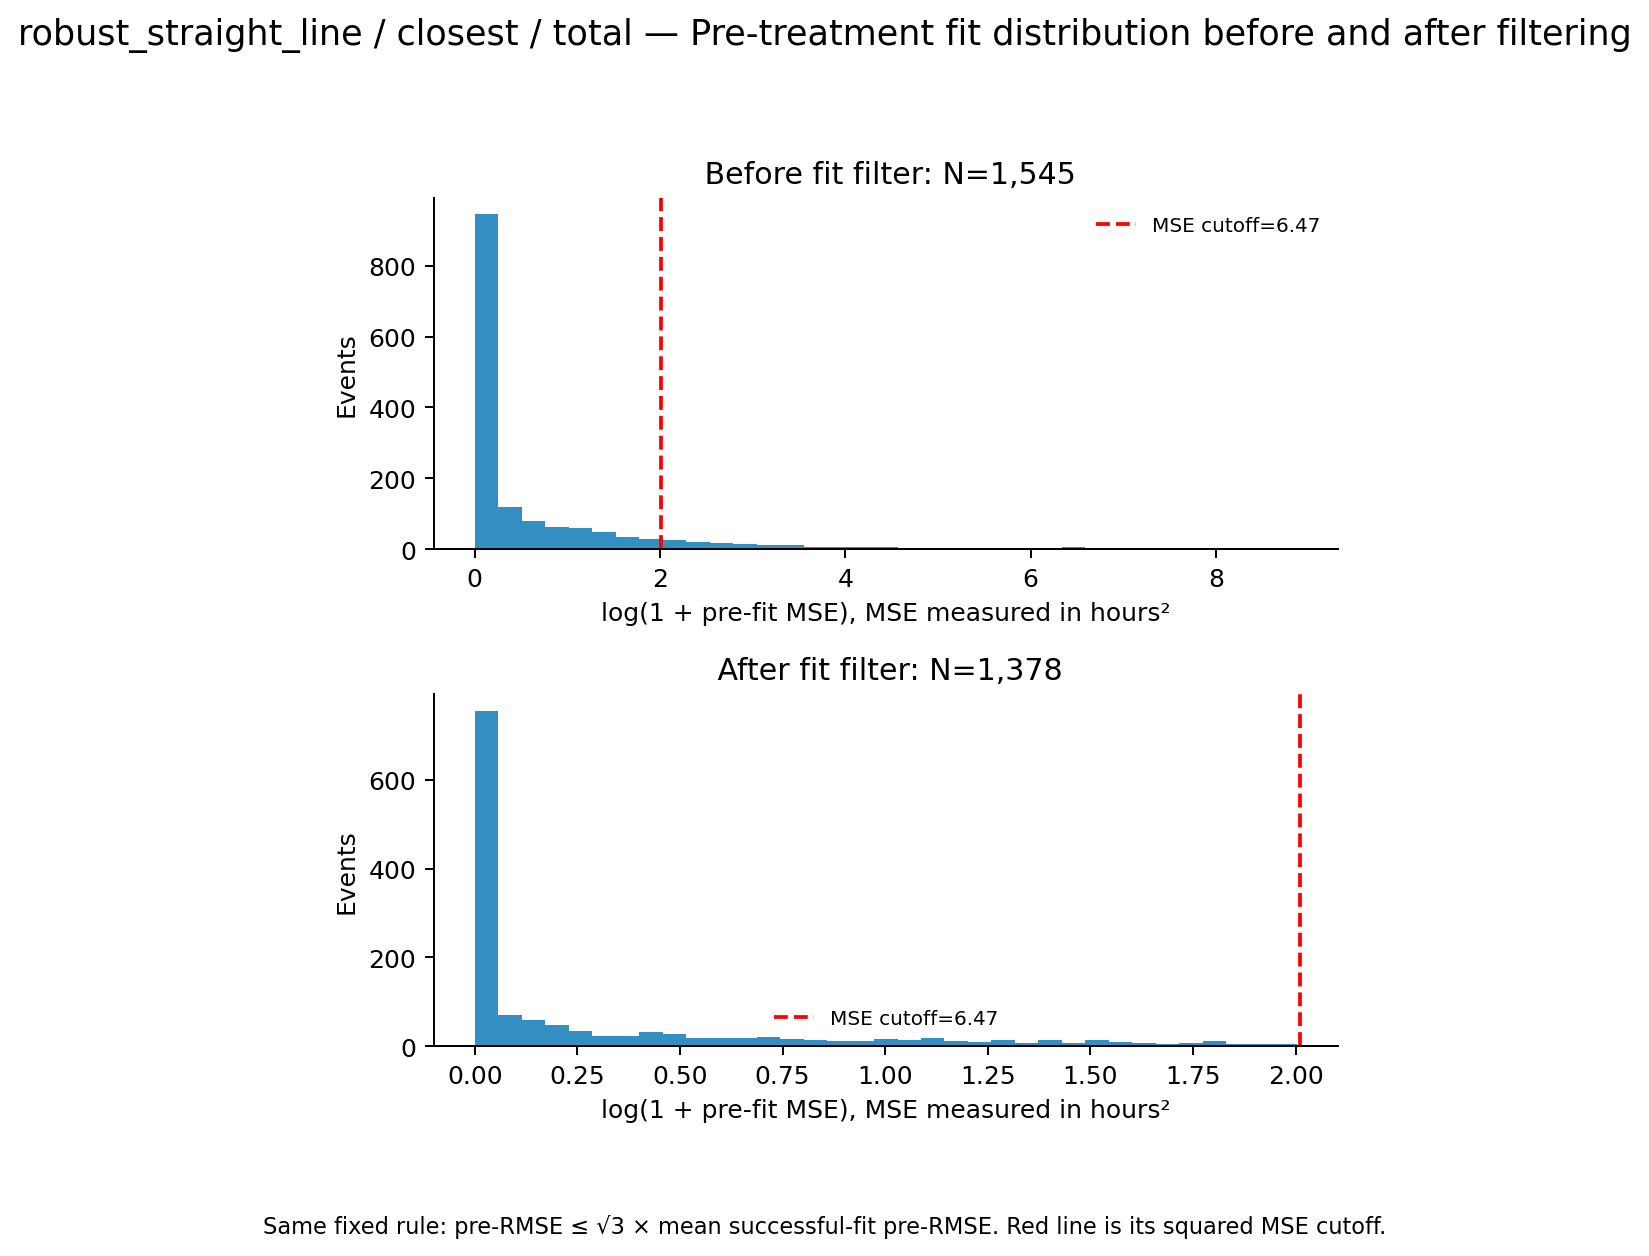 robust_straight_line / closest / total — Pre-treatment fit distribution before and after filtering
Before fit filter: N=1,545
MSE cutoff=6.47
Events
800
600
400
200
0
0 2 4 6 8
log(1 + pre-fit MSE), MSE measured in hours²
After fit filter: N=1,378
Events
600
400
200
0
MSE cutoff=6.47
0.00 0.25 0.50 0.75 1.00 1.25 1.50 1.75 2.00
log(1 + pre-fit MSE), MSE measured in hours²
Same fixed rule: pre-RMSE ≤ √3 × mean successful-fit pre-RMSE. Red line is its squared MSE cutoff.